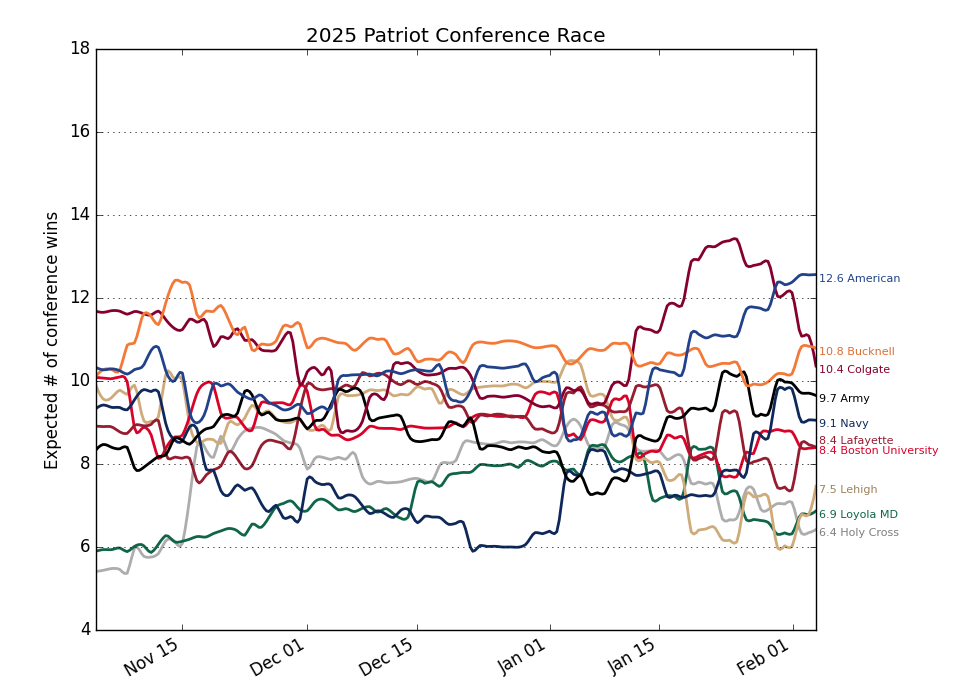 2025 Patriot Conference Race
Expected # of conference wins
18
16
14
12
10
8
6
4
Nov 15
Dec 01
Dec 15
Jan 01
Jan 15
Feb 01
12.6 American
10.8 Bucknell
10.4 Colgate
9.7 Army
9.1 Navy
8.4 Lafayette
8.4 Boston University
7.5 Lehigh
6.9 Loyola MD
6.4 Holy Cross